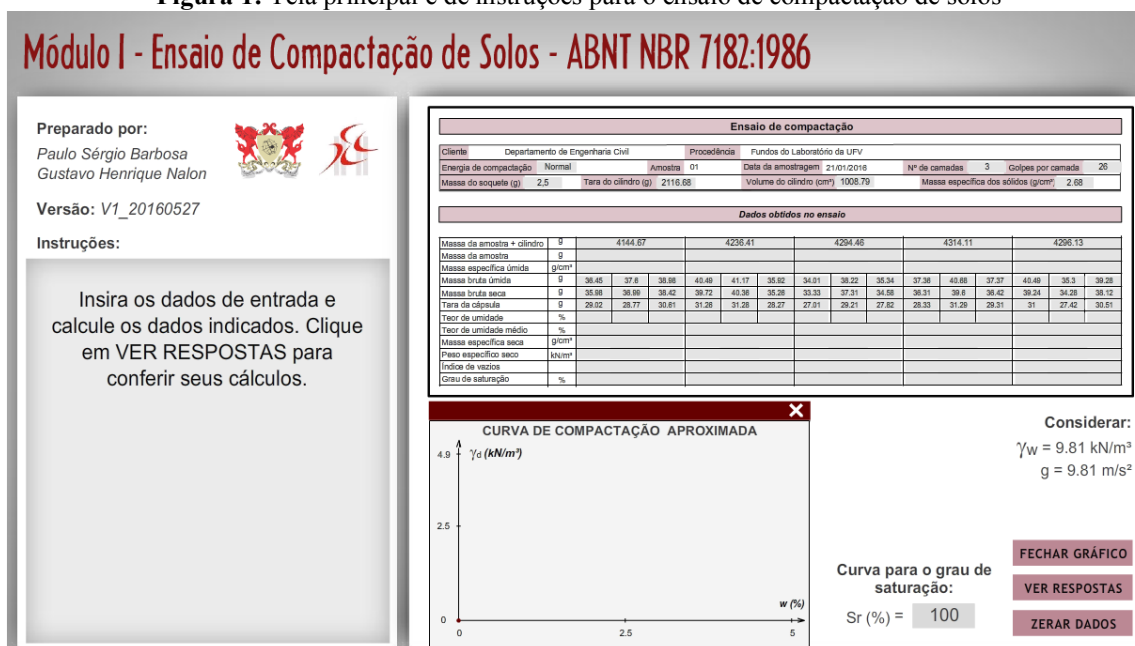 Figura 1: Tela principal e de instruções para o ensaio de compactação de solos
Módulo I - Ensaio de Compactação de Solos - ABNT NBR 7182:1986
Preparado por:
Paulo Sérgio Barbosa
Gustavo Henrique Nalon
Versão: V1_20160527
Instruções:
Insira os dados de entrada e
calcule os dados indicados. Clique
em VER RESPOSTAS para
conferir seus cálculos.
Ensaio de compactação
Cliente Departamento de Engenharia Civil Procedência Fundos do Laboratório da UFV
Energia de compactação Normal Amostra 01 Data da amostragem 21/01/2016 Nº de camadas 3 Golpes por camada 26
Massa do soquete (g) 2,5 Tara do cilindro (g) 2116.68 Volume do cilindro (cm³) 1008.79 Massa específica dos sólidos (g/cm³) 2.68
Dados obtidos no ensaio
Massa da amostra + cilindro g 4144.67 4236.41 4294.46 4314.11 4296.13
Massa da amostra g
Massa específica úmida g/cm³
Massa bruta úmida g 36.45 37.6 38.98 40.49 41.17 35.92 34.01 38.22 35.34 37.36 40.68 37.37 40.49 35.3 39.28
Massa bruta seca g 35.98 36.99 38.42 39.72 40.36 35.26 33.33 37.31 34.58 36.31 39.6 36.42 39.24 34.28 38.12
Tara da cápsula g 29.02 28.77 30.61 31.28 31.28 28.27 27.01 29.21 27.82 28.33 31.29 29.31 31 27.42 30.51
Teor de umidade %
Teor de umidade médio %
Massa específica seca g/cm³
Peso específico seco kN/m³
Índice de vazios
Grau de saturação %
CURVA DE COMPACTAÇÃO APROXIMADA
4.9 γd (kN/m³)
2.5
w (%)
0
0 2.5 5
Considerar:
γw = 9.81 kN/m³
g = 9.81 m/s²
Curva para o grau de
saturação:
Sr (%) = 100
FECHAR GRÁFICO
VER RESPOSTAS
ZERAR DADOS